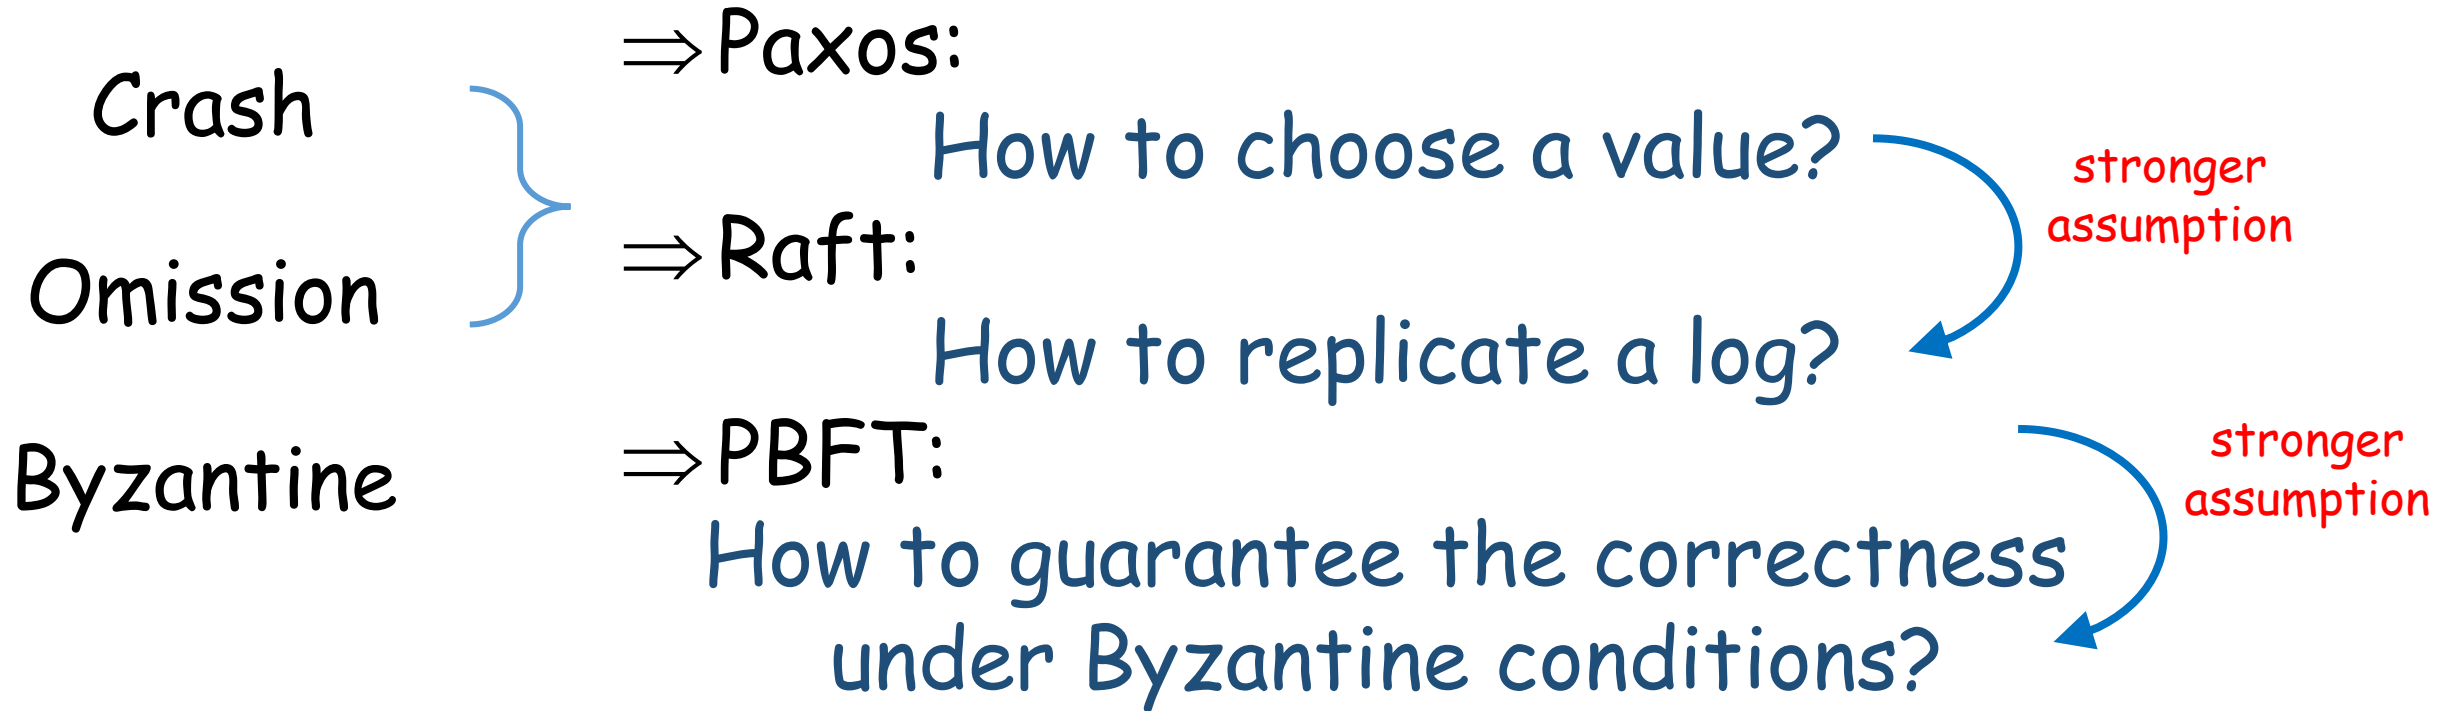 Crash
Omission
Byzantine
⇒Paxos:
How to choose a value?
⇒Raft:
How to replicate a log?
⇒PBFT:
How to guarantee the correctness
under Byzantine conditions?
stronger
assumption
stronger
assumption